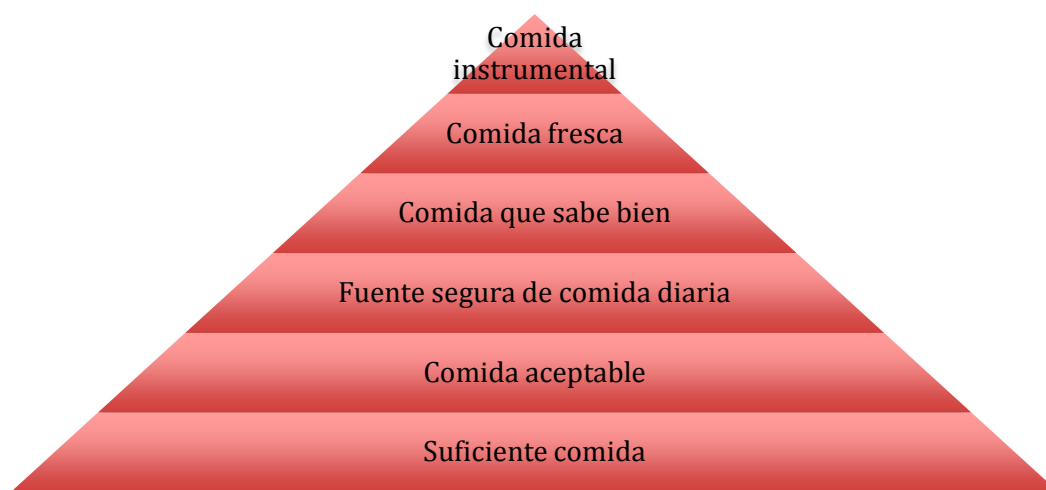 Comida
instrumental
Comida fresca
Comida que sabe bien
Fuente segura de comida diaria
Comida aceptable
Suficiente comida